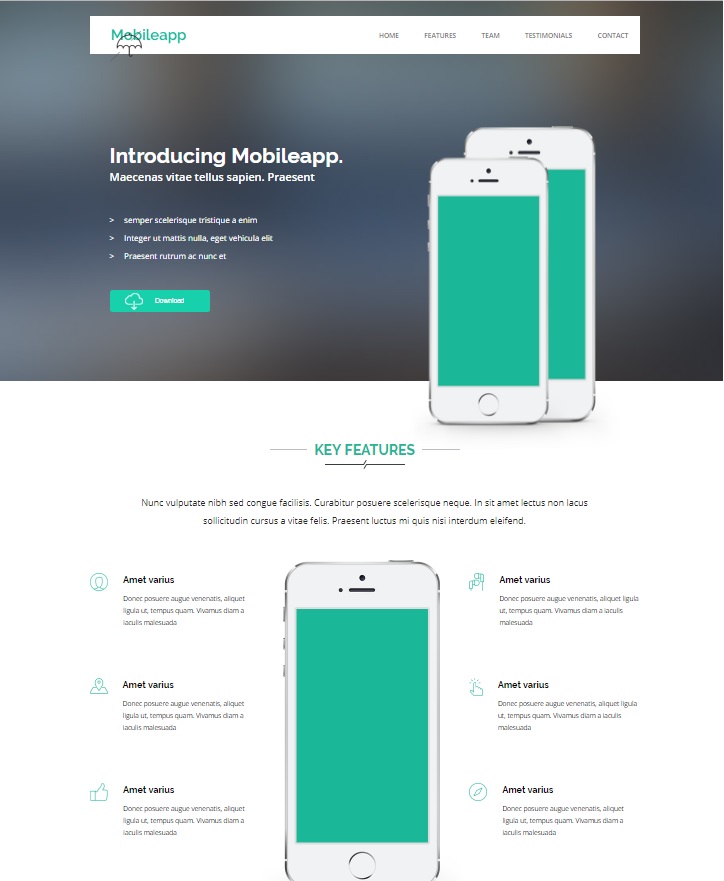 Mobileapp
HOME FEATURES TEAM TESTIMONIALS CONTACT
Introducing Mobileapp.
Maecenas vitae tellus sapien. Praesent
> semper scelerisque tristique a enim
> Integer ut mattis nulla, eget vehicula elit
> Praesent rutrum ac nunc et
Download
KEY FEATURES
Nunc vulputate nibh sed congue facilisis. Curabitur posuere scelerisque neque. In sit amet lectus non lacus
sollicitudin cursus a vitae felis. Praesent luctus mi quis nisi interdum eleifend.
Amet varius
Donec posuere augue venenatis, aliquet
ligula ut, tempus quam. Vivamus diam a
iaculis malesuada
Amet varius
Donec posuere augue venenatis, aliquet
ligula ut, tempus quam. Vivamus diam a
iaculis malesuada
Amet varius
Donec posuere augue venenatis, aliquet
ligula ut, tempus quam. Vivamus diam a
iaculis malesuada
Amet varius
Donec posuere augue venenatis, aliquet ligula
ut, tempus quam. Vivamus diam a iaculis
malesuada
Amet varius
Donec posuere augue venenatis, aliquet ligula
ut, tempus quam. Vivamus diam a iaculis
malesuada
Amet varius
Donec posuere augue venenatis, aliquet
ligula ut, tempus quam. Vivamus diam a
iaculis malesuada